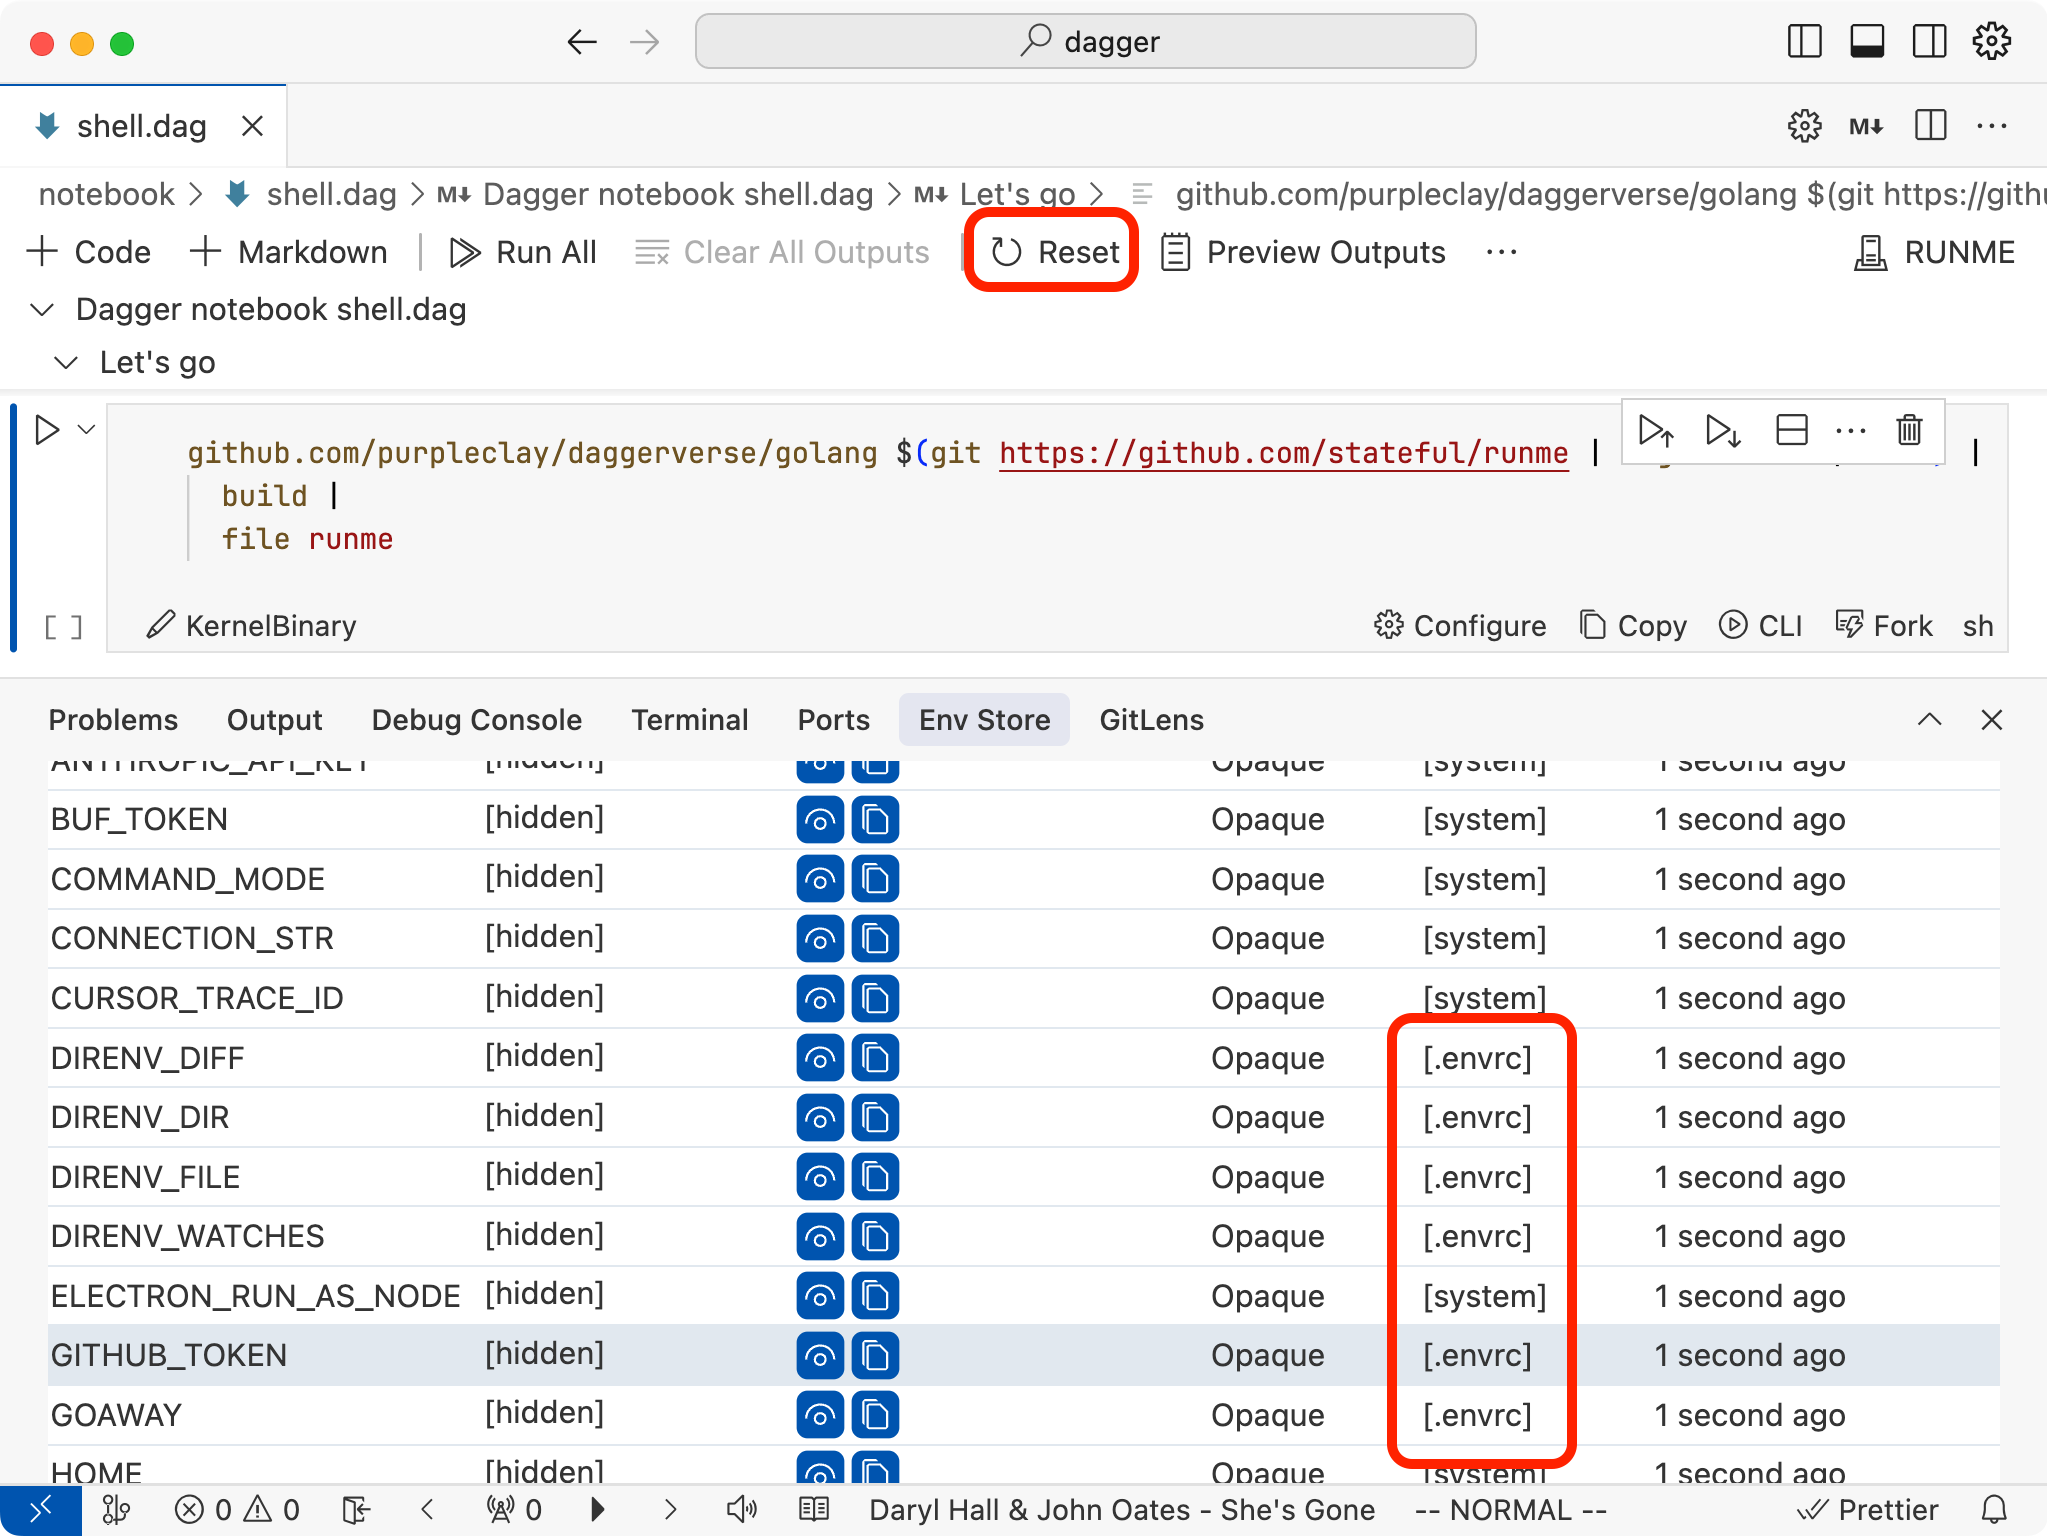 dagger
shell.dag
M↓
notebook > shell.dag > M↓ Dagger notebook shell.dag > M↓ Let's go > github.com/purpleclay/daggerverse/golang $(git https://gith
+ Code + Markdown | Run All Clear All Outputs Reset Preview Outputs ··· RUNME
Dagger notebook shell.dag
Let's go
github.com/purpleclay/daggerverse/golang $(git https://github.com/stateful/runme | |
build |
file runme
[ ] KernelBinary Configure Copy CLI Fork sh
Problems Output Debug Console Terminal Ports Env Store GitLens
ANTHROPIC_API_KEY [hidden] Opaque [system] 1 second ago
BUF_TOKEN [hidden] Opaque [system] 1 second ago
COMMAND_MODE [hidden] Opaque [system] 1 second ago
CONNECTION_STR [hidden] Opaque [system] 1 second ago
CURSOR_TRACE_ID [hidden] Opaque [system] 1 second ago
DIRENV_DIFF [hidden] Opaque [.envrc] 1 second ago
DIRENV_DIR [hidden] Opaque [.envrc] 1 second ago
DIRENV_FILE [hidden] Opaque [.envrc] 1 second ago
DIRENV_WATCHES [hidden] Opaque [.envrc] 1 second ago
ELECTRON_RUN_AS_NODE [hidden] Opaque [system] 1 second ago
GITHUB_TOKEN [hidden] Opaque [.envrc] 1 second ago
GOAWAY [hidden] Opaque [.envrc] 1 second ago
HOME [hidden] Opaque [system] 1 second ago
0 0 0 Daryl Hall & John Oates - She's Gone -- NORMAL -- Prettier